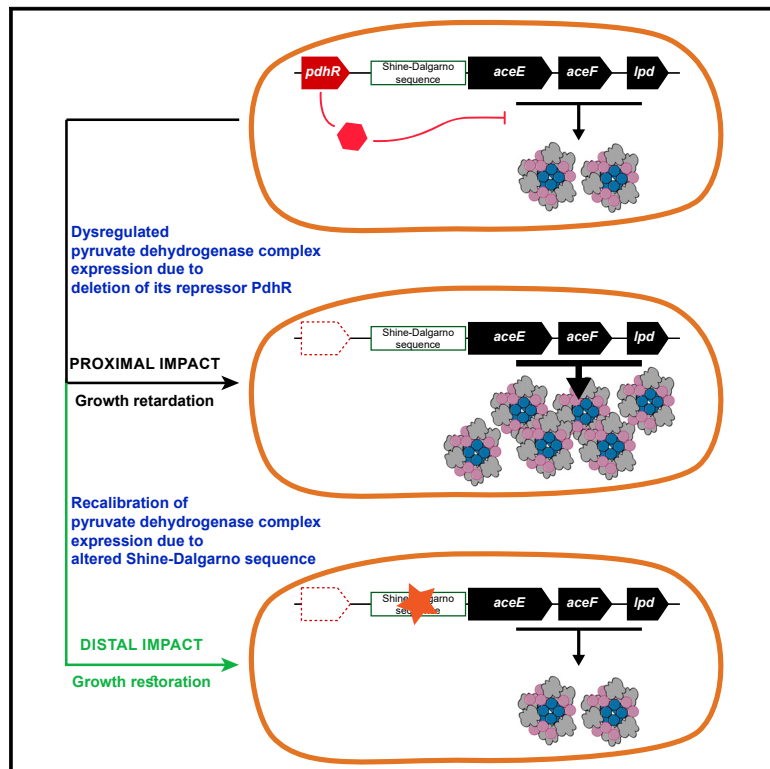 pdhR
Shine-Dalgarno
sequence
aceE
aceF
lpd
Dysregulated
pyruvate dehydrogenase complex
expression due to
deletion of its repressor PdhR
Shine-Dalgarno
sequence
aceE
aceF
lpd
PROXIMAL IMPACT
Growth retardation
Recalibration of
pyruvate dehydrogenase complex
expression due to
altered Shine-Dalgarno sequence
aceE
aceF
lpd
DISTAL IMPACT
Growth restoration